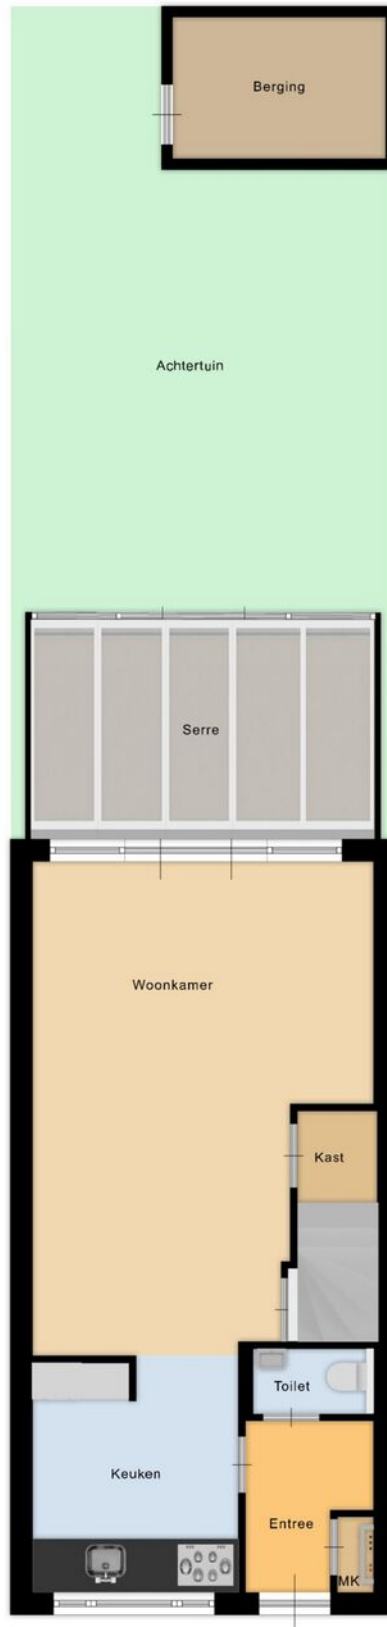 Berging
Achtertuin
Serre
Woonkamer
Kast
Toilet
Keuken
Entree
MK